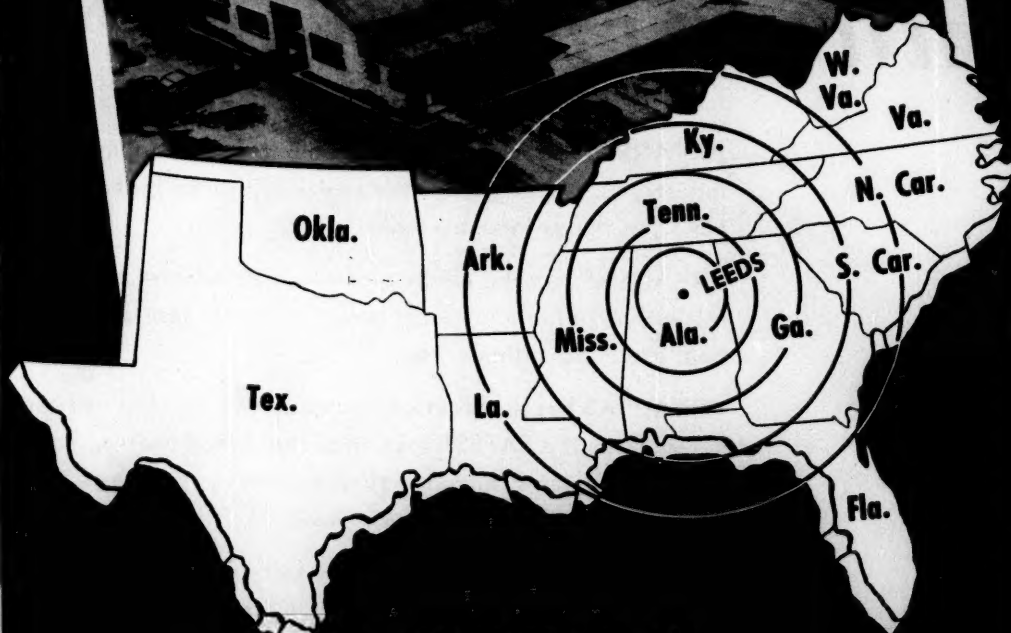 W.
Va.
Va.
Ky.
N. Car.
Tenn.
Okla.
Ark.
S. Car.
LEEDS
Miss.
Ala.
Ga.
Tex.
La.
Fla.